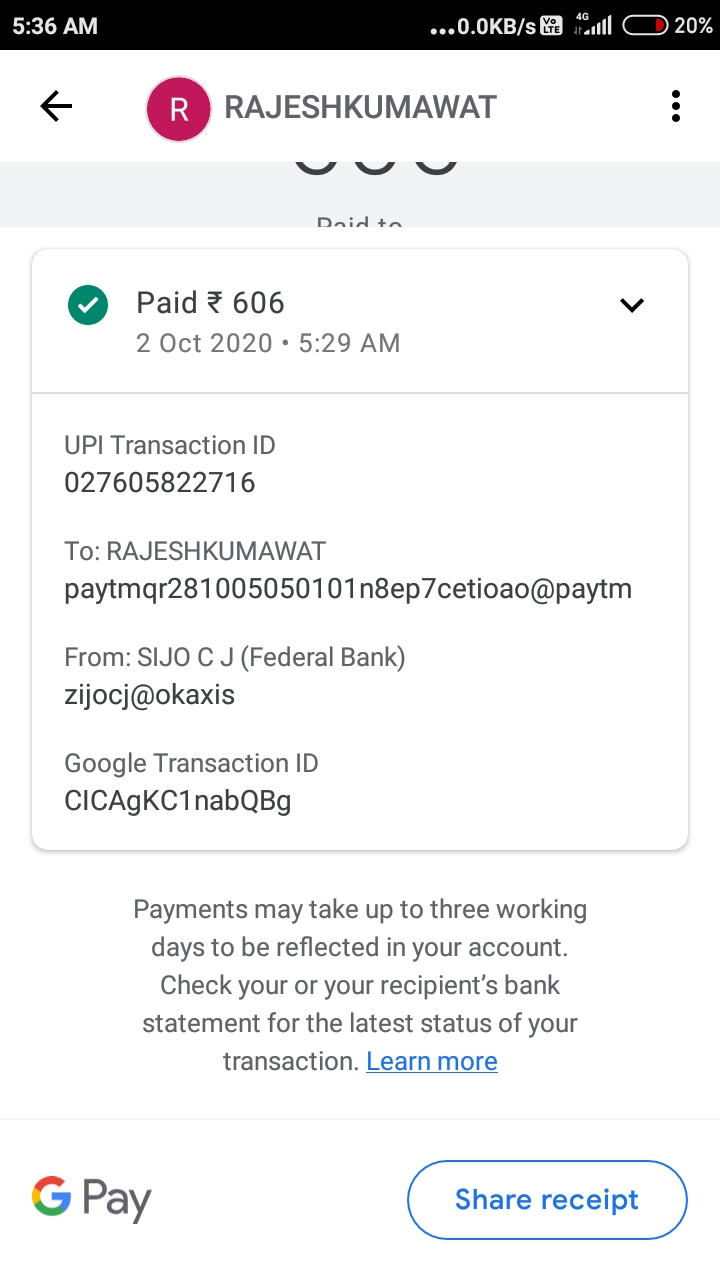 5:36 AM
...0.0KB/s Vo LTE 4G 20%
R RAJESHKUMAWAT
Paid to
Paid ₹ 606
2 Oct 2020 • 5:29 AM
UPI Transaction ID
027605822716
To: RAJESHKUMAWAT
paytmqr281005050101n8ep7cetioao@paytm
From: SIJO C J (Federal Bank)
zijocj@okaxis
Google Transaction ID
CICAgKC1nabQBg
Payments may take up to three working
days to be reflected in your account.
Check your or your recipient's bank
statement for the latest status of your
transaction. Learn more
G Pay
Share receipt